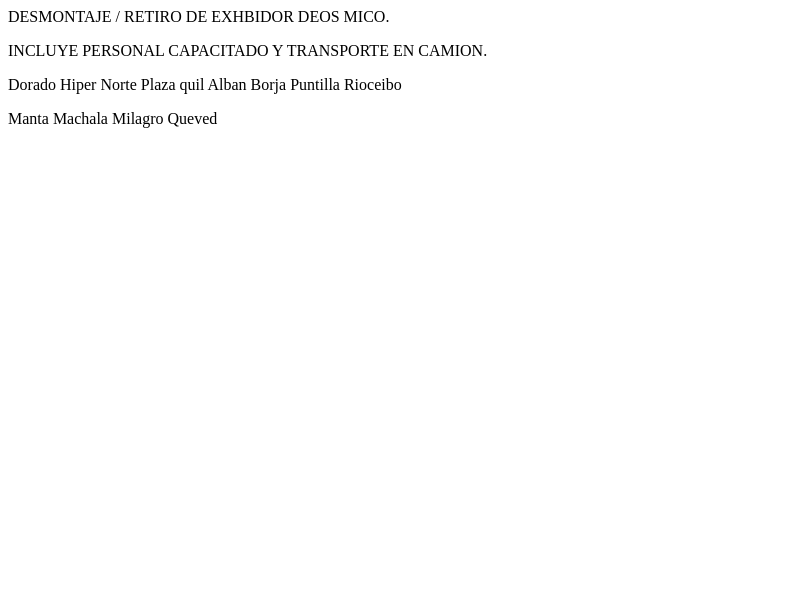 DESMONTAJE / RETIRO DE EXHBIDOR DEOS MICO.
INCLUYE PERSONAL CAPACITADO Y TRANSPORTE EN CAMION.
Dorado Hiper Norte Plaza quil Alban Borja Puntilla Rioceibo
Manta Machala Milagro Queved